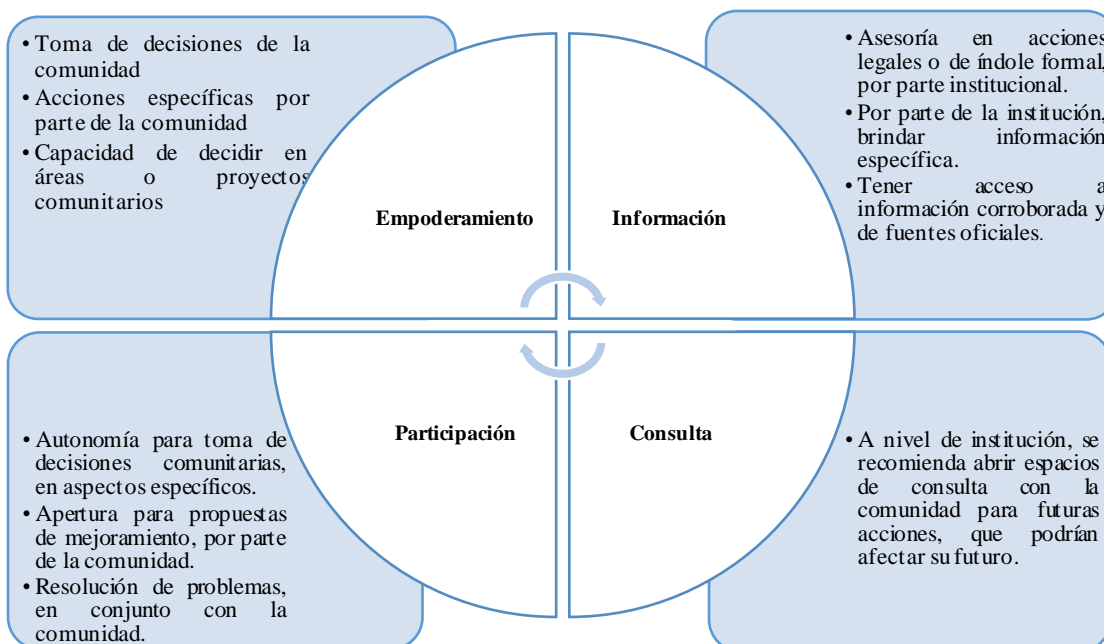 • Toma de decisiones de la
comunidad
• Acciones específicas por
parte de la comunidad
• Capacidad de decidir en
áreas o proyectos
comunitarios
Empoderamiento
• Asesoría en acciones
legales o de índole formal,
por parte institucional.
• Por parte de la institución,
brindar información
específica.
• Tener acceso a
información corroborada y
de fuentes oficiales.
Información
• Autonomía para toma de
decisiones comunitarias,
en aspectos específicos.
• Apertura para propuestas
de mejoramiento, por parte
de la comunidad.
• Resolución de problemas,
en conjunto con la
comunidad.
Participación
Consulta
• A nivel de institución, se
recomienda abrir espacios
de consulta con la
comunidad para futuras
acciones, que podrían
afectar su futuro.